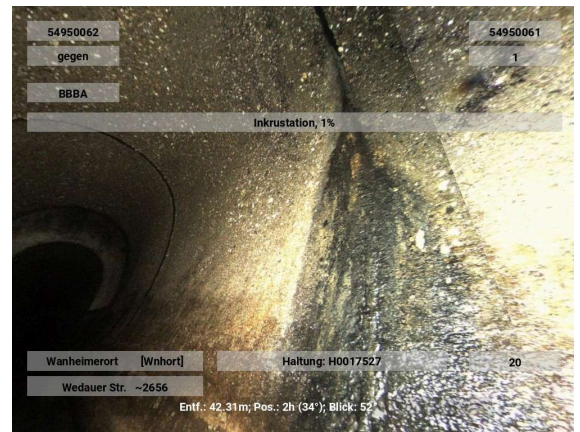 54950062 54950061
gegen 1
BBBA
Inkrustation, 1%
Wanheimerort [Wnhort] Haltung: H0017527 20
Wedauer Str. ~2656
Entf.: 42.31m; Pos.: 2h (34°); Blick: 52°